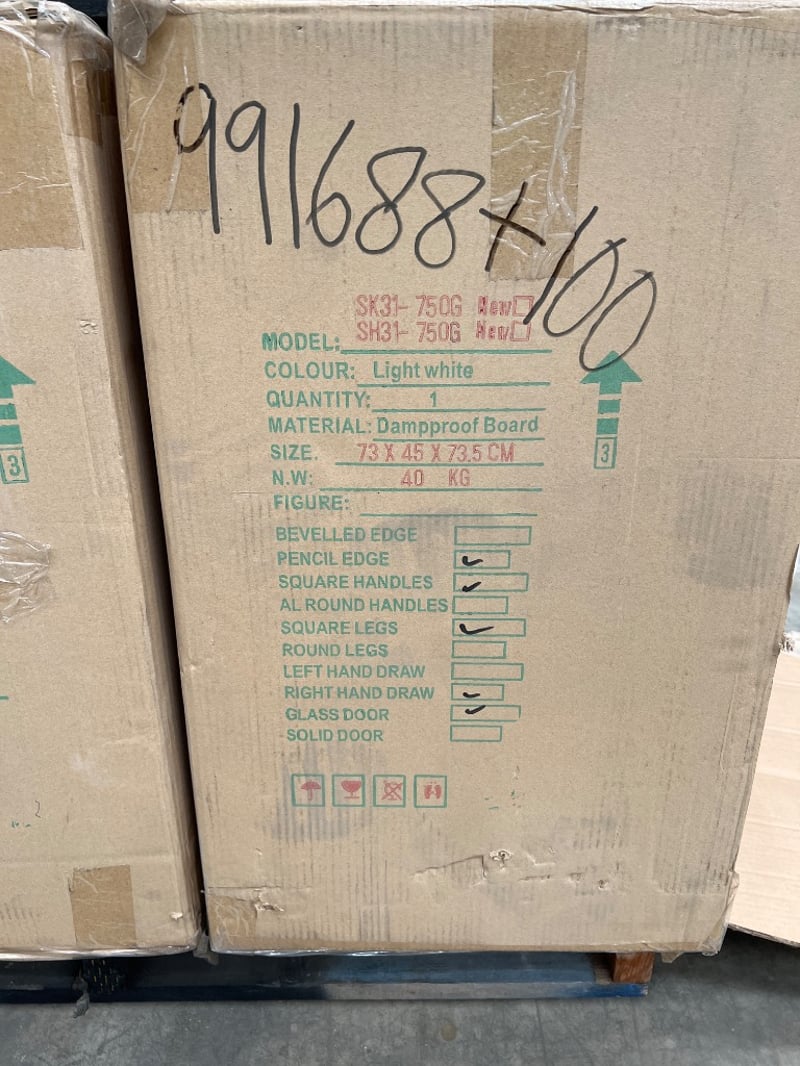 991688+100
SK31-750G New
SH31-750G New
MODEL:
COLOUR: Light white
QUANTITY: 1
MATERIAL: Dampproof Board
SIZE. 73 X 45 X 73.5 CM
N.W: 40 KG
FIGURE:
BEVELLED EDGE
PENCIL EDGE
SQUARE HANDLES
AL ROUND HANDLES
SQUARE LEGS
ROUND LEGS
LEFT HAND DRAW
RIGHT HAND DRAW
GLASS DOOR
SOLID DOOR
3
3